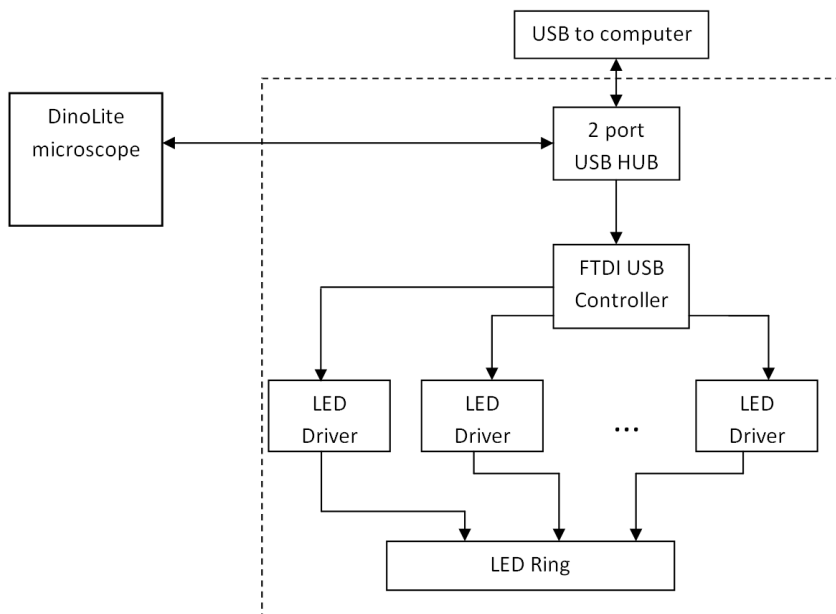 USB to computer
DinoLite
microscope
2 port
USB HUB
FTDI USB
Controller
LED
Driver
LED
Driver
...
LED
Driver
LED Ring